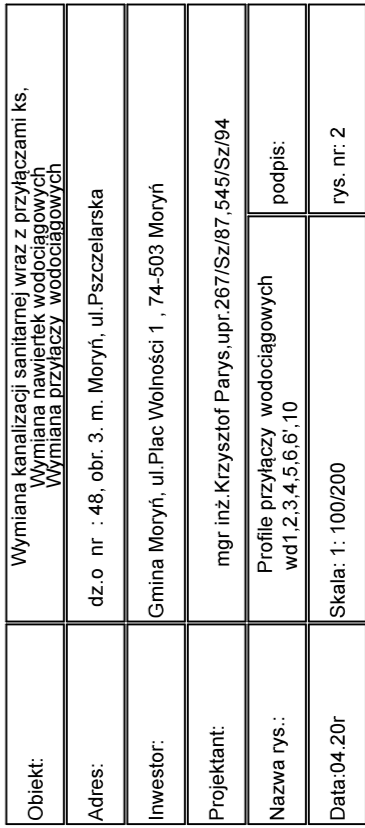 Obiekt:
Wymiana kanalizacji sanitarnej wraz z przyłączami ks,
Wymiana nawiertek wodociągowych
Wymiana przyłączy wodociągowych
Adres:
dz.o nr : 48, obr. 3. m. Moryń, ul.Pszczelarska
Inwestor:
Gmina Moryń, ul.Plac Wolności 1 , 74-503 Moryń
Projektant:
mgr inż.Krzysztof Parys,upr.267/Sz/87,545/Sz/94
Nazwa rys.:
Profile przyłączy wodociągowych
wd1,2,3,4,5,6,6',10
podpis:
Data:04.20r
Skala: 1: 100/200
rys. nr: 2